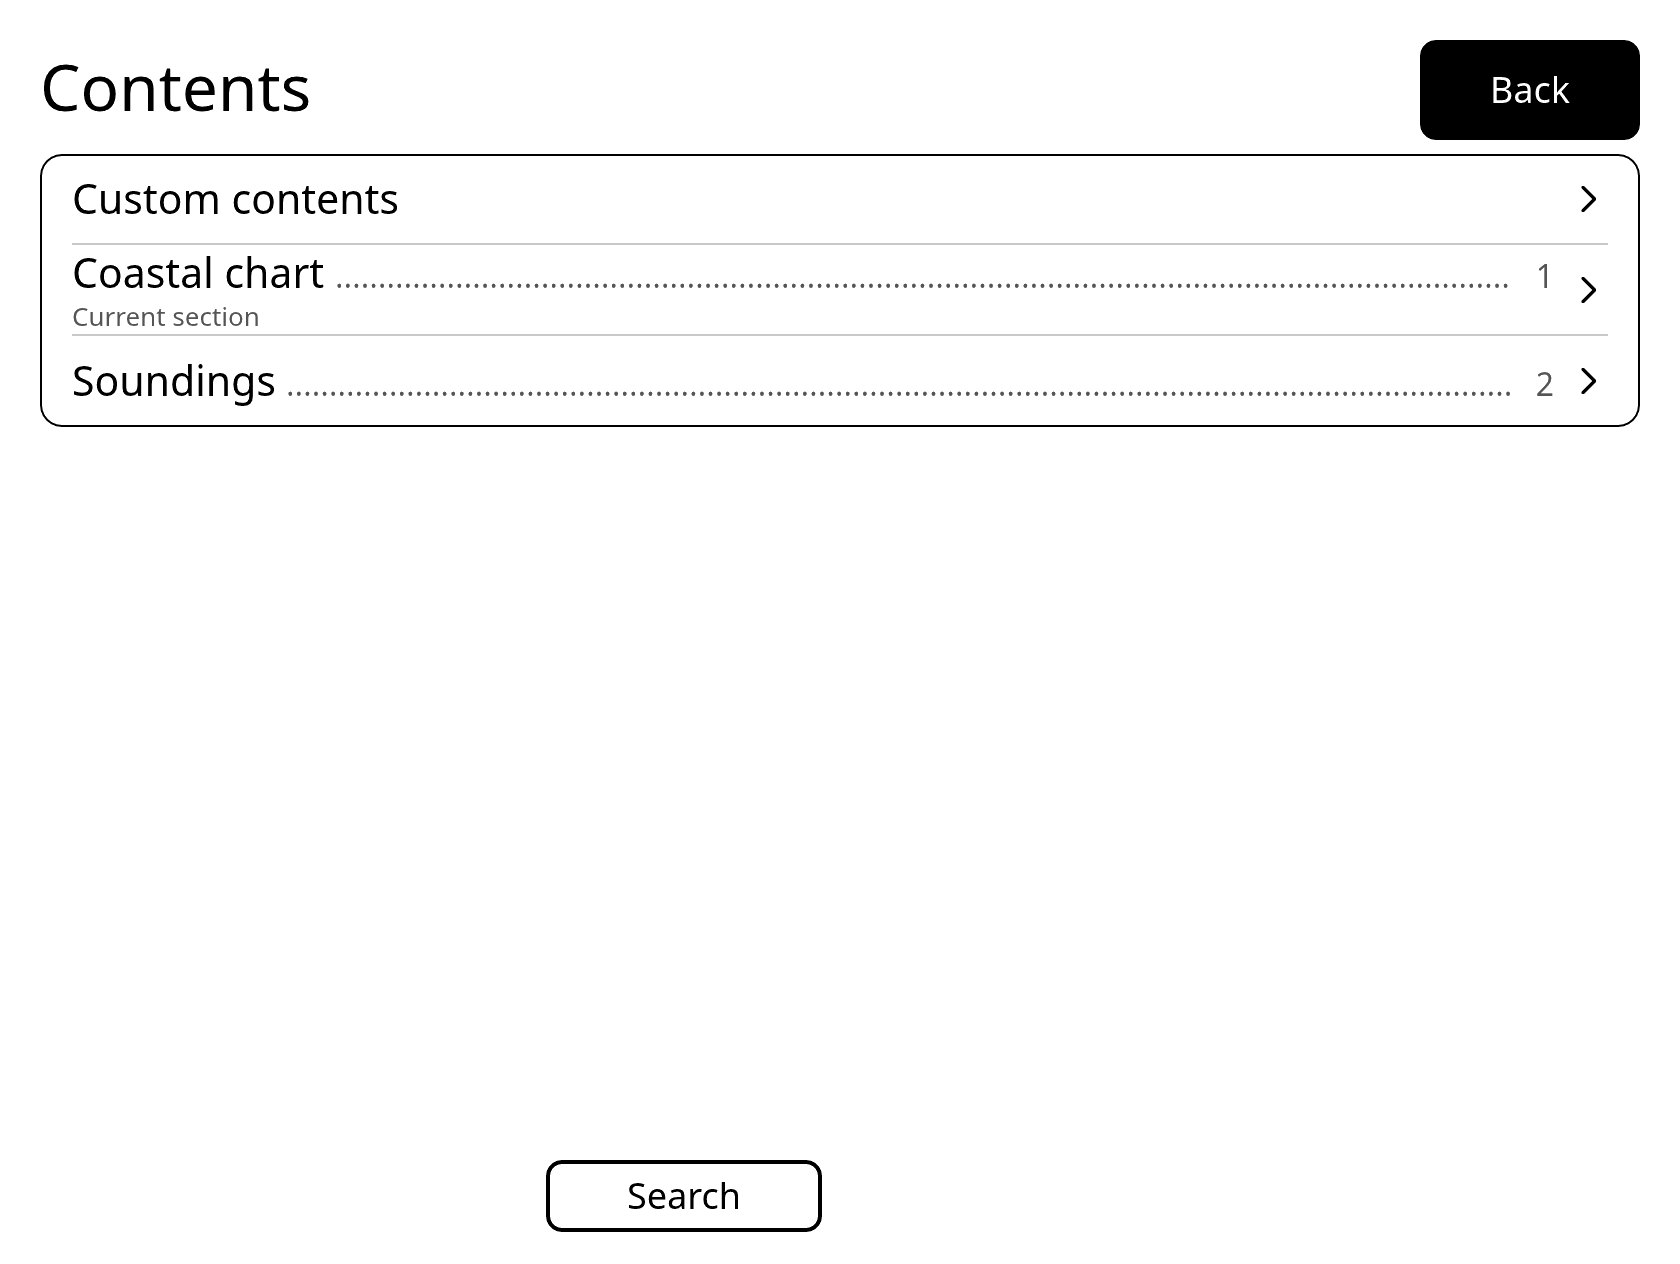 Contents
Back
Custom contents
Coastal chart ........................................................................................................................................... 1
Current section
Soundings ................................................................................................................................................. 2
Search